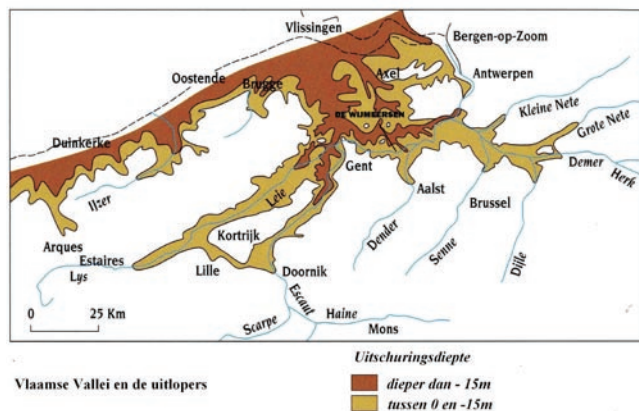 Vlissingen
Bergen-op-Zoom
Oostende
Axel
Antwerpen
Brugge
Kleine Nete
Grote Nete
Duinkerke
Gent
Demer
Herk
IJzer
Leie
Aalst
Brussel
Arques
Kortrijk
Dender
Senne
Dijle
Estaires
Lys
Lille
Doornik
Escaut
Haine
Scarpe
Mons
0 25 Km
Uitschuringsdiepte
Vlaamse Vallei en de uitlopers
dieper dan - 15m
tussen 0 en -15m